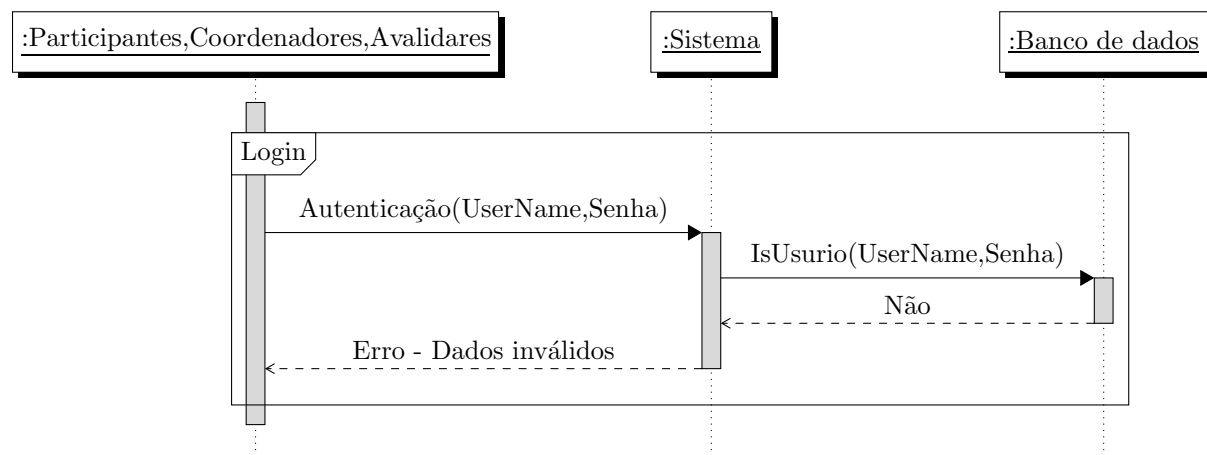 :Participantes,Coordenadores,Avalidares
:Sistema
:Banco de dados
Login
Autenticação(UserName,Senha)
IsUsurio(UserName,Senha)
Não
Erro - Dados inválidos